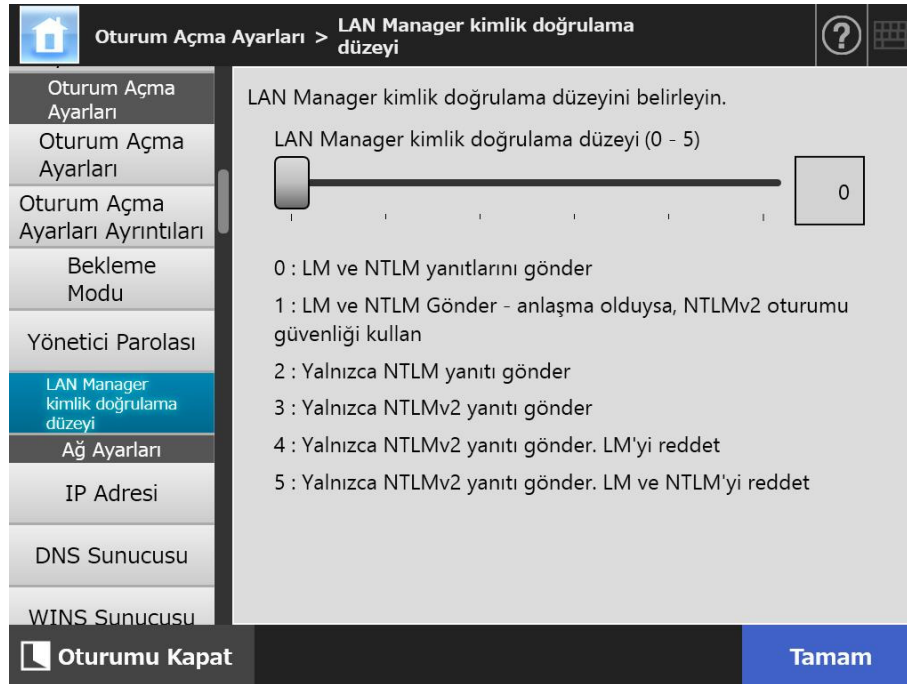 Oturum Açma Ayarları > LAN Manager kimlik doğrulama
düzeyi
?
Oturum Açma
Ayarları
Oturum Açma
Ayarları
Oturum Açma
Ayarları Ayrıntıları
Bekleme
Modu
Yönetici Parolası
LAN Manager
kimlik doğrulama
düzeyi
Ağ Ayarları
IP Adresi
DNS Sunucusu
WINS Sunucusu
LAN Manager kimlik doğrulama düzeyini belirleyin.
LAN Manager kimlik doğrulama düzeyi (0 - 5)
0
0 : LM ve NTLM yanıtlarını gönder
1 : LM ve NTLM Gönder - anlaşma olduysa, NTLMv2 oturumu
güvenliği kullan
2 : Yalnızca NTLM yanıtı gönder
3 : Yalnızca NTLMv2 yanıtı gönder
4 : Yalnızca NTLMv2 yanıtı gönder. LM'yi reddet
5 : Yalnızca NTLMv2 yanıtı gönder. LM ve NTLM'yi reddet
Oturumu Kapat
Tamam